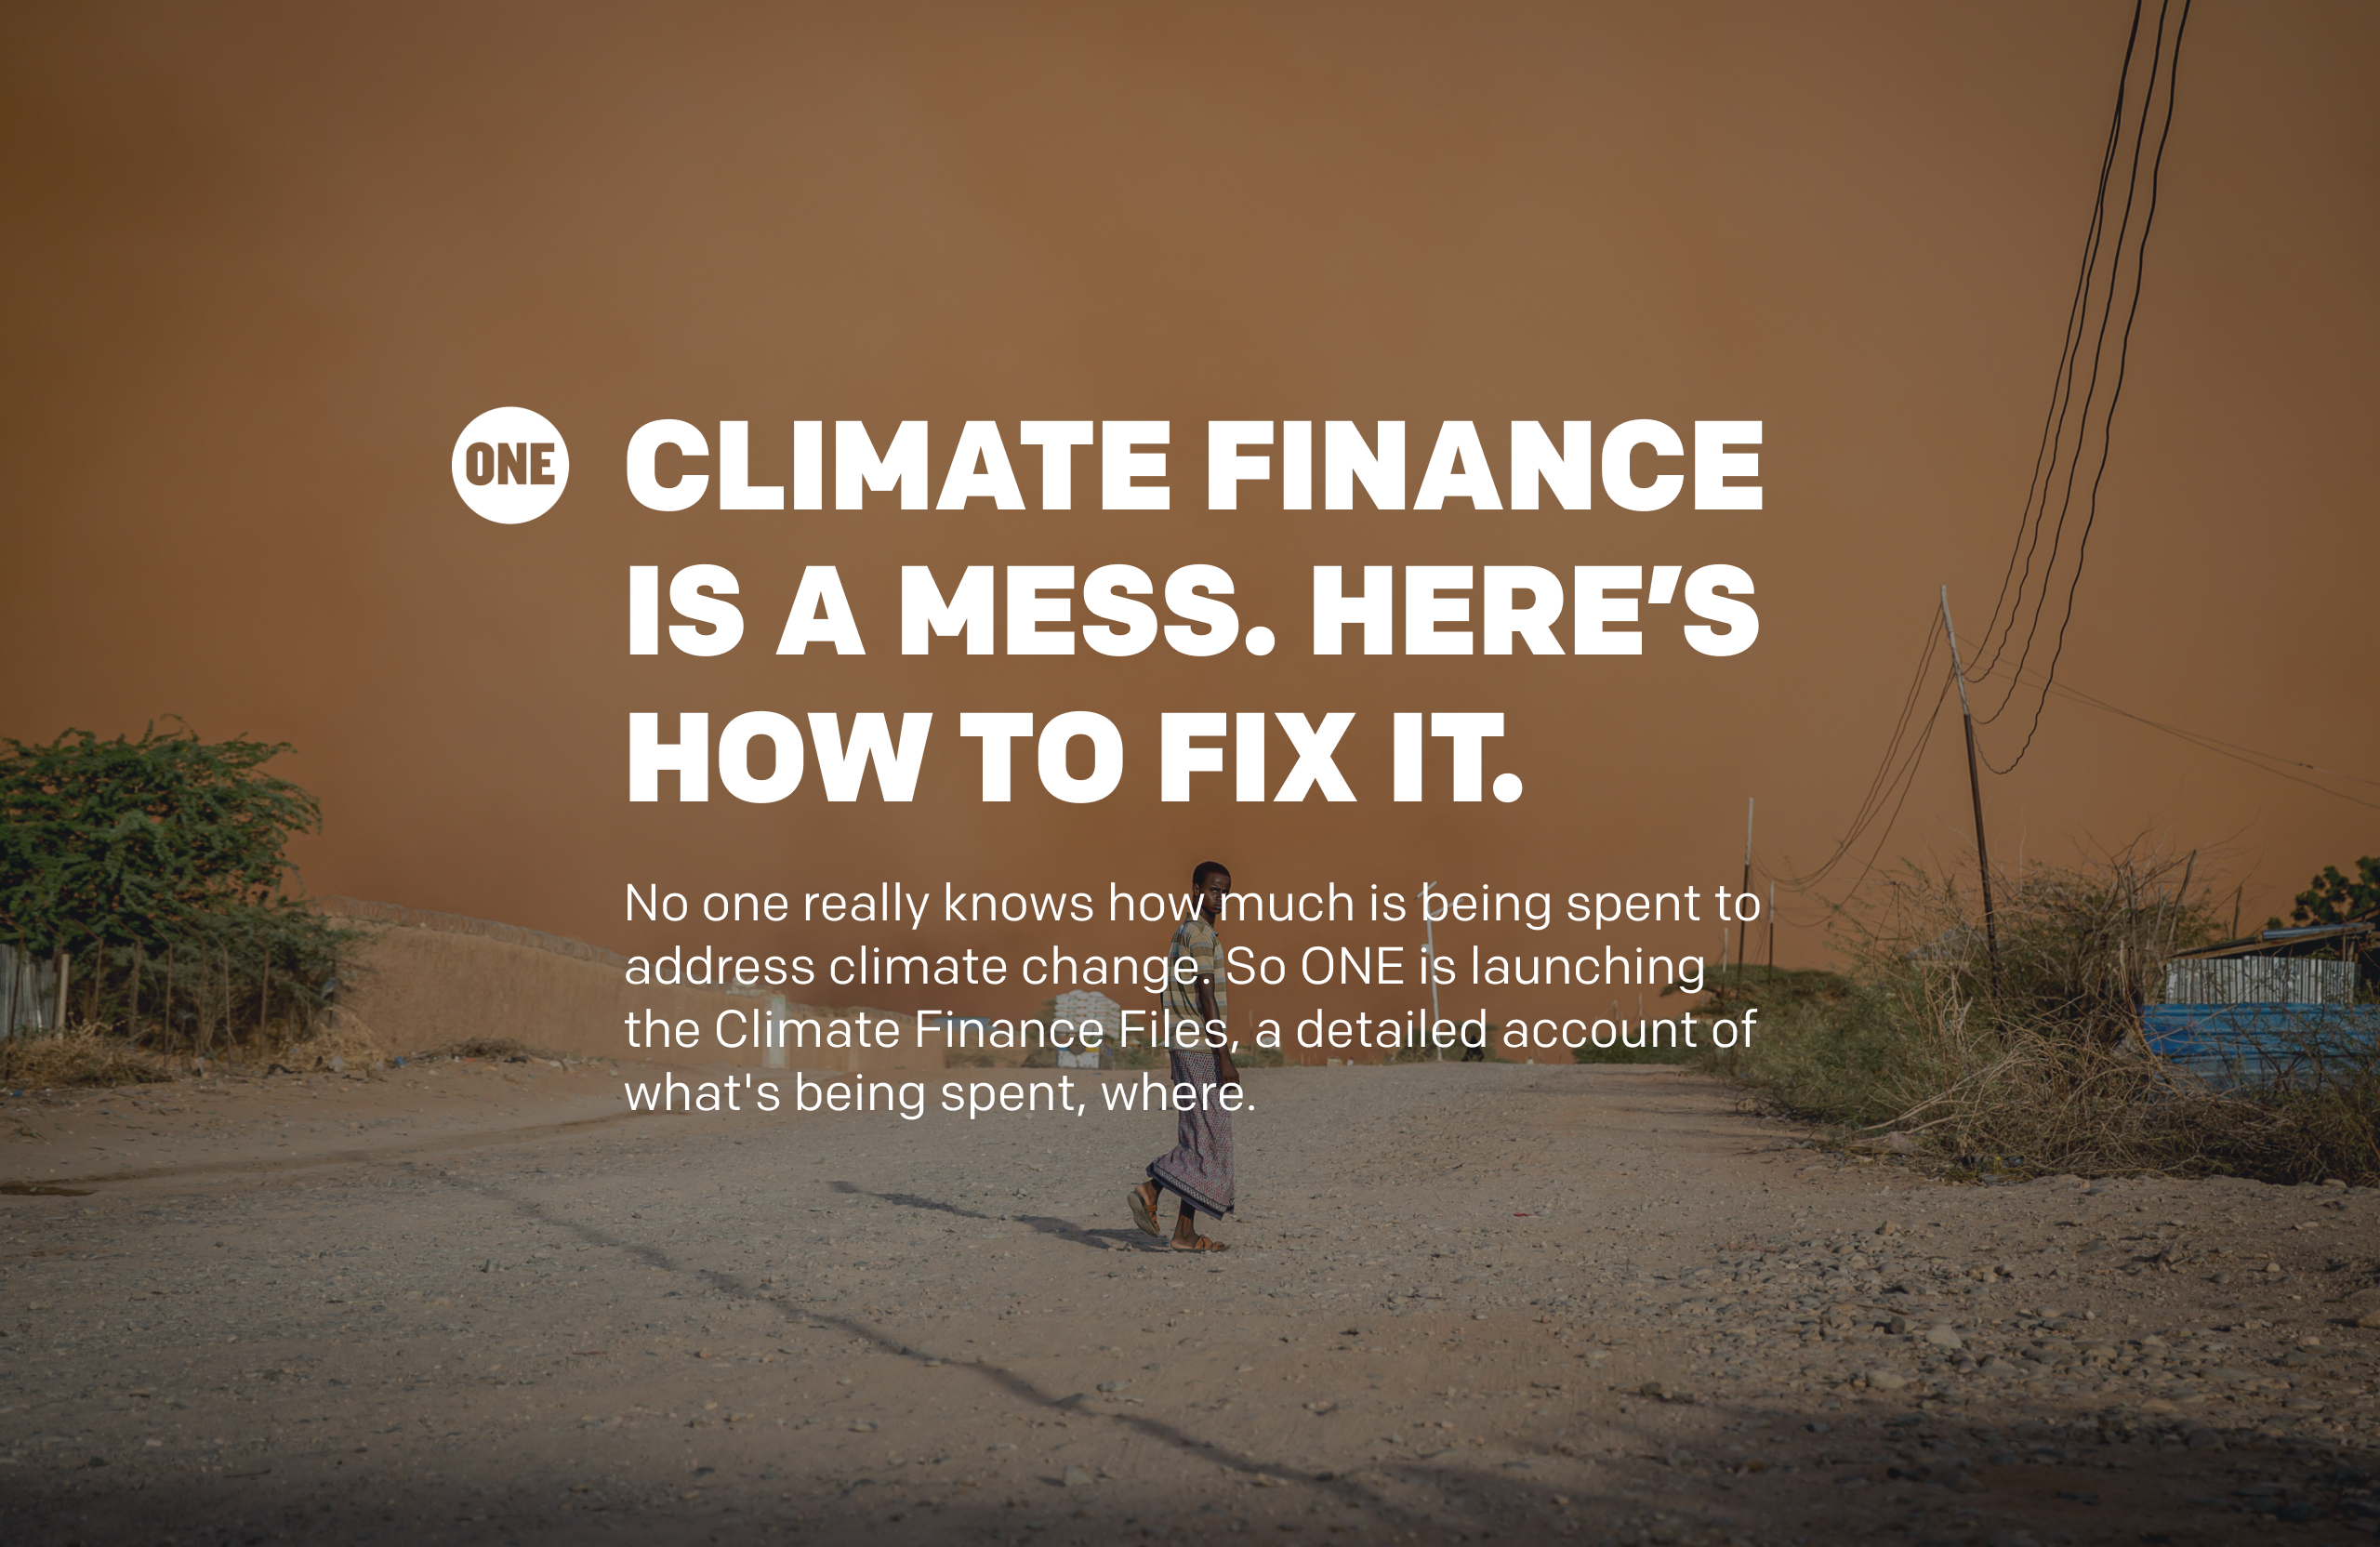 ONE
CLIMATE FINANCE
IS A MESS. HERE’S
HOW TO FIX IT.
No one really knows how much is being spent to
address climate change. So ONE is launching
the Climate Finance Files, a detailed account of
what's being spent, where.